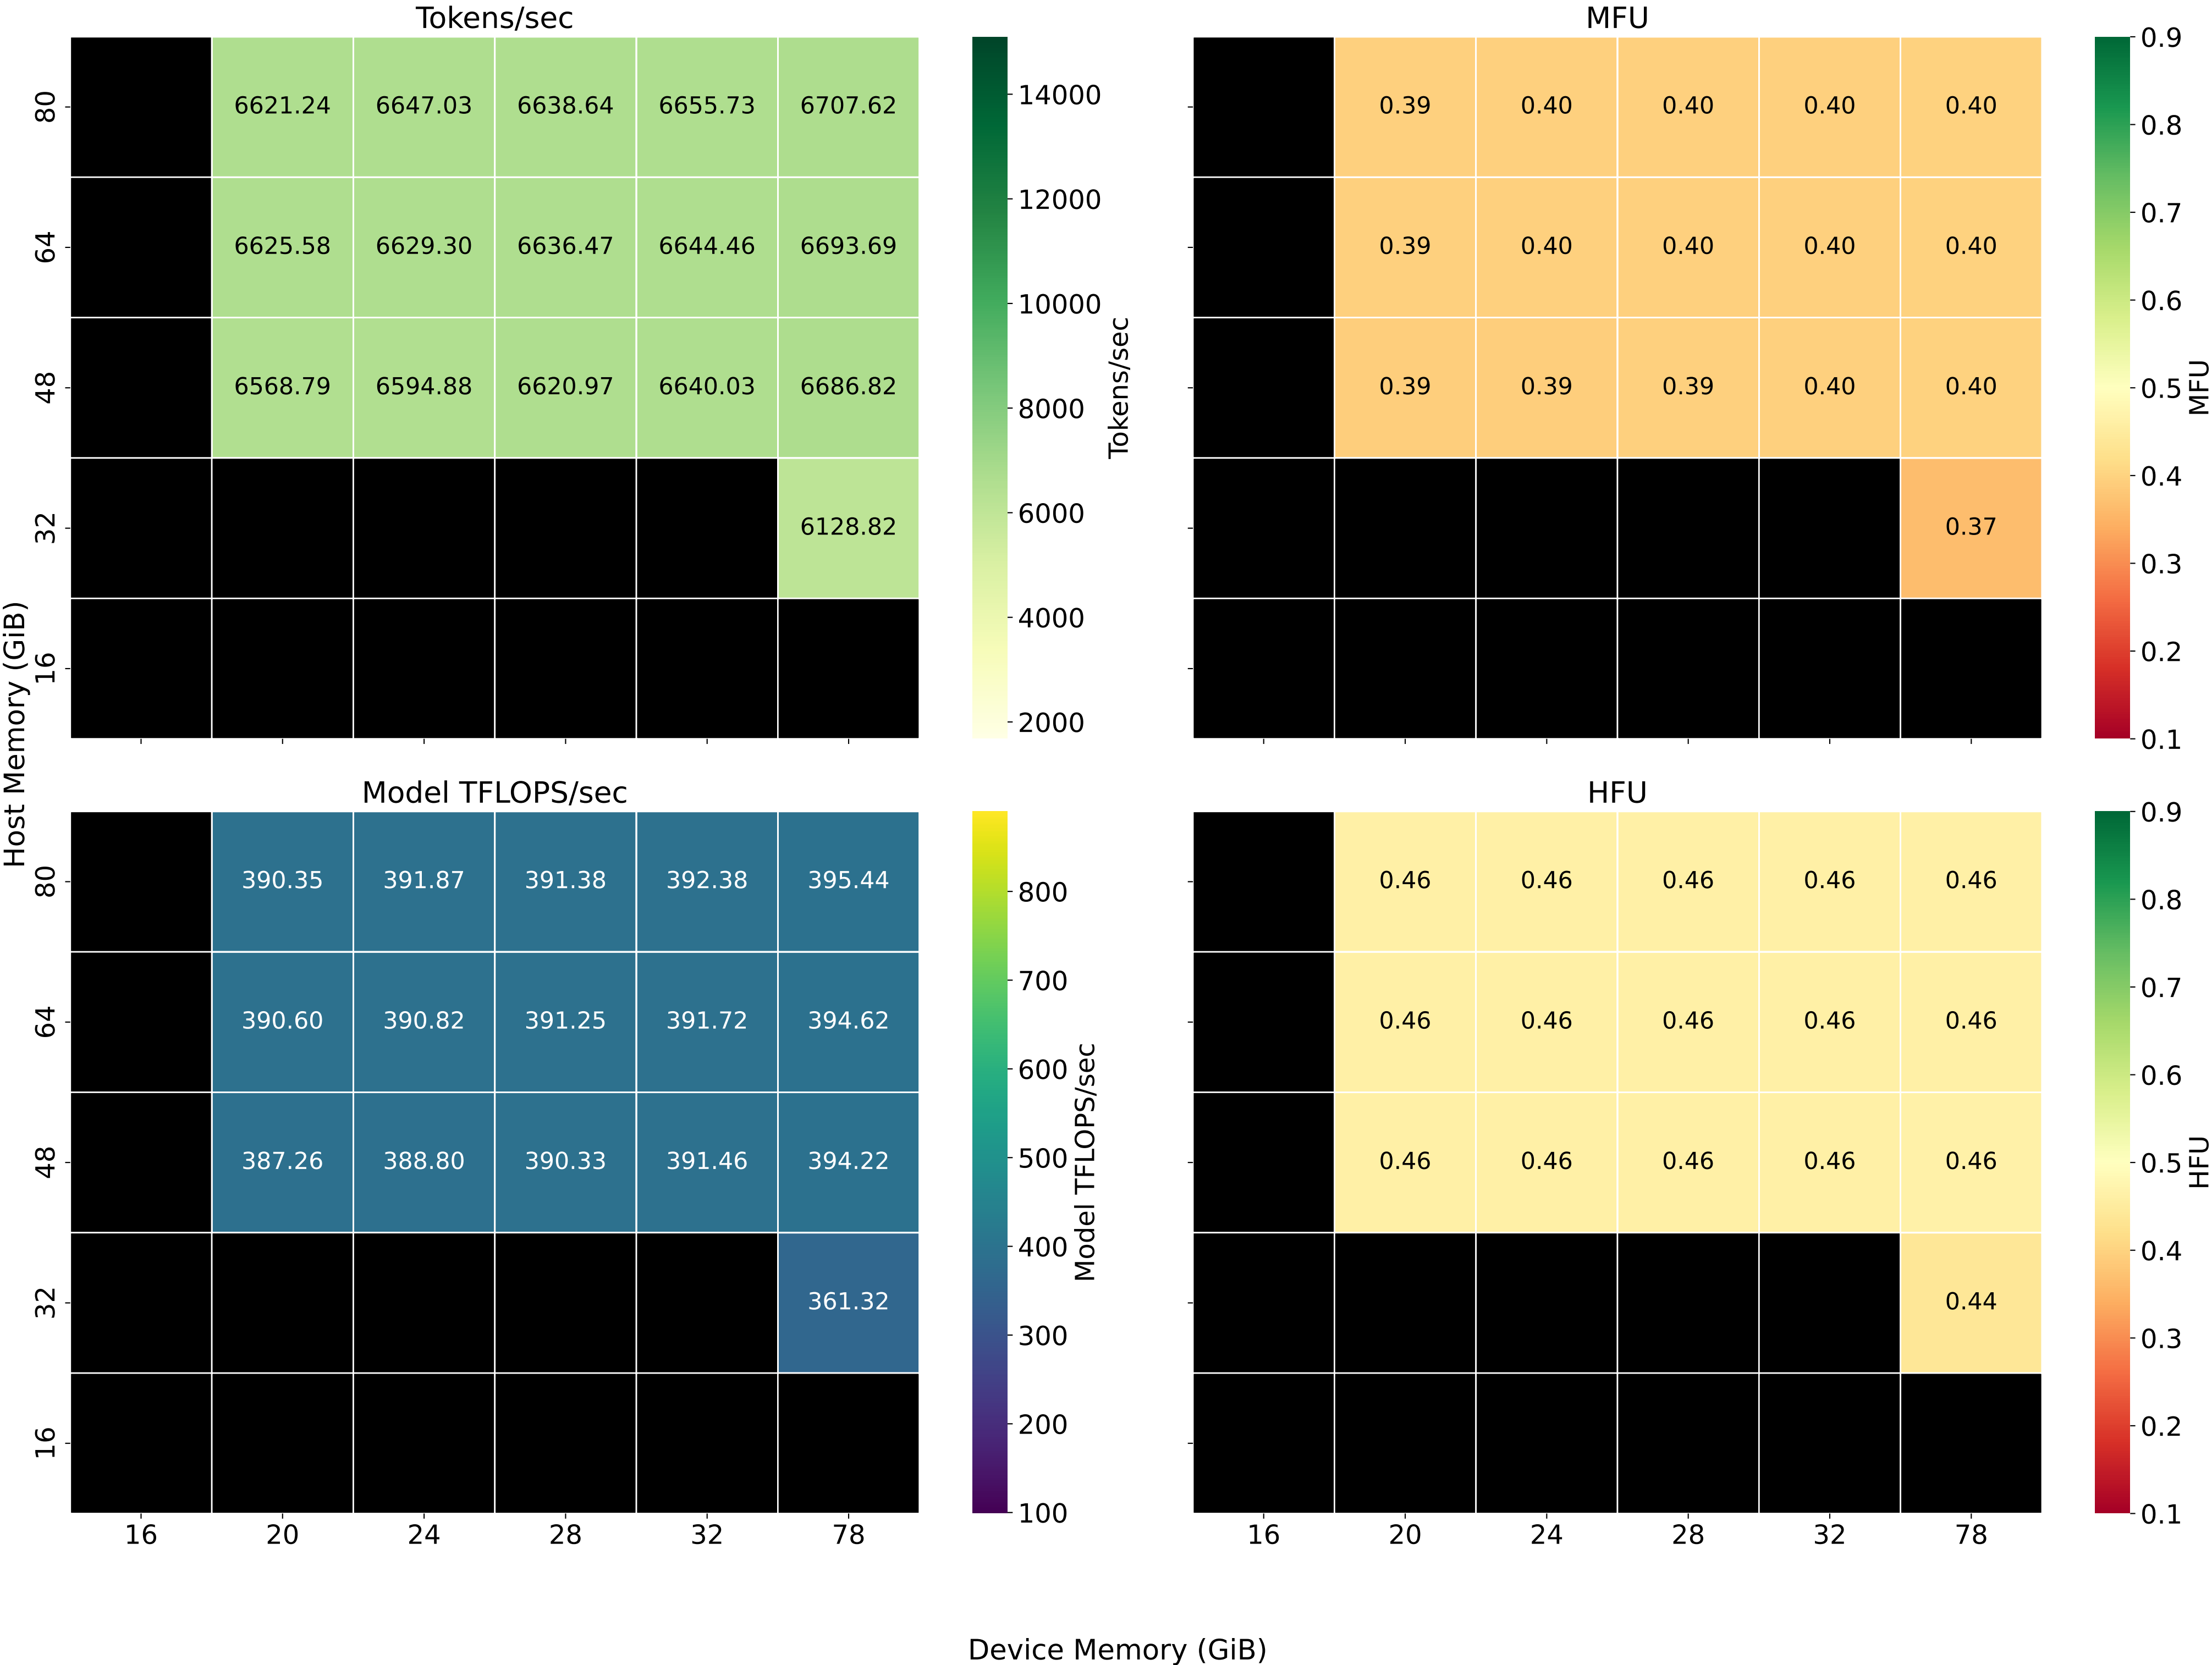 Tokens/sec
80 6621.24 6647.03 6638.64 6655.73 6707.62
64 6625.58 6629.30 6636.47 6644.46 6693.69
48 6568.79 6594.88 6620.97 6640.03 6686.82
32 6128.82
16
14000
12000
10000
8000
6000
4000
2000
Tokens/sec
MFU
0.39 0.40 0.40 0.40 0.40
0.39 0.40 0.40 0.40 0.40
0.39 0.39 0.39 0.40 0.40
0.37
0.9
0.8
0.7
0.6
0.5
0.4
0.3
0.2
0.1
MFU
Host Memory (GiB)
Model TFLOPS/sec
80 390.35 391.87 391.38 392.38 395.44
64 390.60 390.82 391.25 391.72 394.62
48 387.26 388.80 390.33 391.46 394.22
32 361.32
16
16 20 24 28 32 78
800
700
600
500
400
300
200
100
Model TFLOPS/sec
HFU
0.46 0.46 0.46 0.46 0.46
0.46 0.46 0.46 0.46 0.46
0.46 0.46 0.46 0.46 0.46
0.44
16 20 24 28 32 78
0.9
0.8
0.7
0.6
0.5
0.4
0.3
0.2
0.1
HFU
Device Memory (GiB)